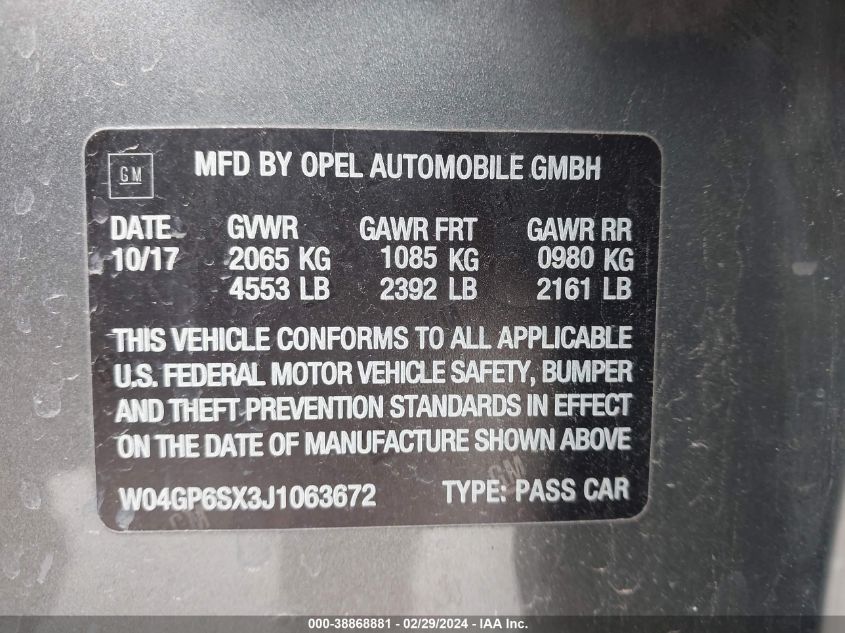 GM
MFD BY OPEL AUTOMOBILE GMBH
DATE GVWR GAWR FRT GAWR RR
10/17 2065 KG 1085 KG 0980 KG
4553 LB 2392 LB 2161 LB
THIS VEHICLE CONFORMS TO ALL APPLICABLE
U.S. FEDERAL MOTOR VEHICLE SAFETY, BUMPER
AND THEFT PREVENTION STANDARDS IN EFFECT
ON THE DATE OF MANUFACTURE SHOWN ABOVE
GM
W04GP6SX3J1063672 TYPE: PASS CAR
000-38868881 - 02/29/2024 - IAA Inc.